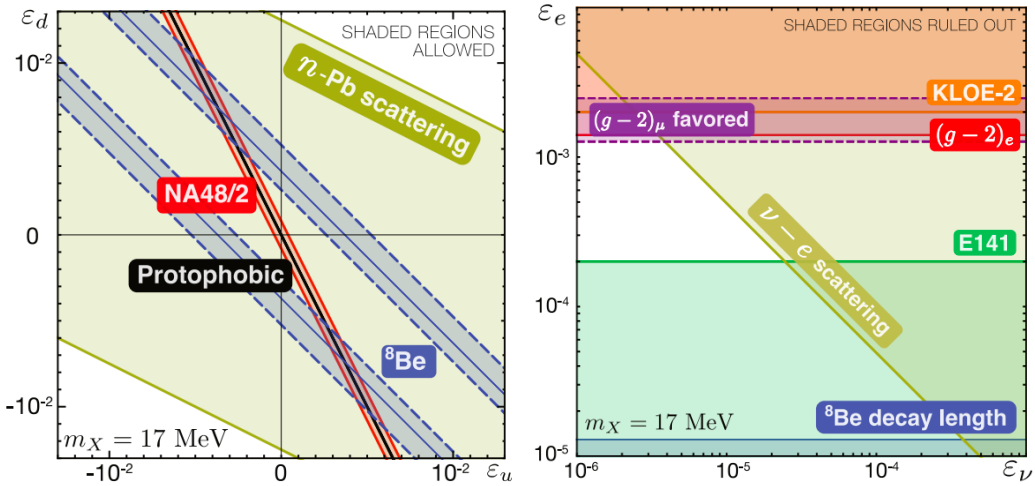 ε_d
SHADED REGIONS
ALLOWED
10⁻²
n-Pb scattering
NA48/2
0
Protophobic
⁸Be
-10⁻²
m_X = 17 MeV
-10⁻²
0
10⁻²
ε_u
ε_e
SHADED REGIONS RULED OUT
KLOE-2
(g − 2)_μ favored
(g − 2)_e
10⁻³
ν − e scattering
E141
10⁻⁴
⁸Be decay length
m_X = 17 MeV
10⁻⁵
10⁻⁶
10⁻⁵
10⁻⁴
ε_ν